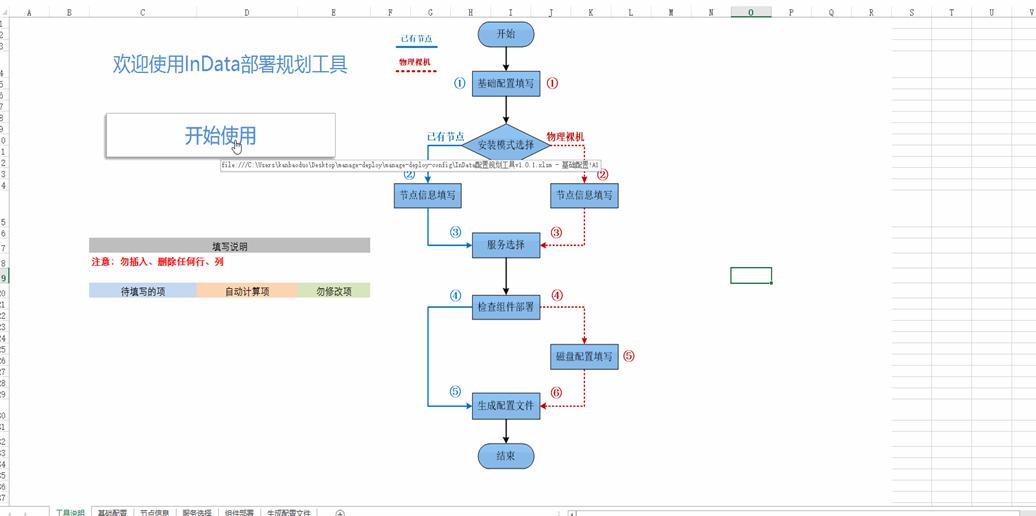 A B C D E F G H I J K L M N O P Q R S T U V
欢迎使用InData部署规划工具
开始使用
file ///C:\Users\kanbaoduo\Desktop\manage-deploy\manage-deploy-config\InData配置规划工具v1.0.1.xlsm - 基础配置'A1
填写说明
注意：勿插入、删除任何行、列
待填写的项 自动计算项 勿修改项
已有节点
物理裸机
开始
① 基础配置填写 ①
已有节点 安装模式选择 物理裸机
② ②
节点信息填写 节点信息填写
③ 服务选择 ③
④ 检查组件部署 ④
磁盘配置填写 ⑤
⑤ 生成配置文件 ⑥
结束
工具说明 基础配置 节点信息 服务选择 组件部署 生成配置文件